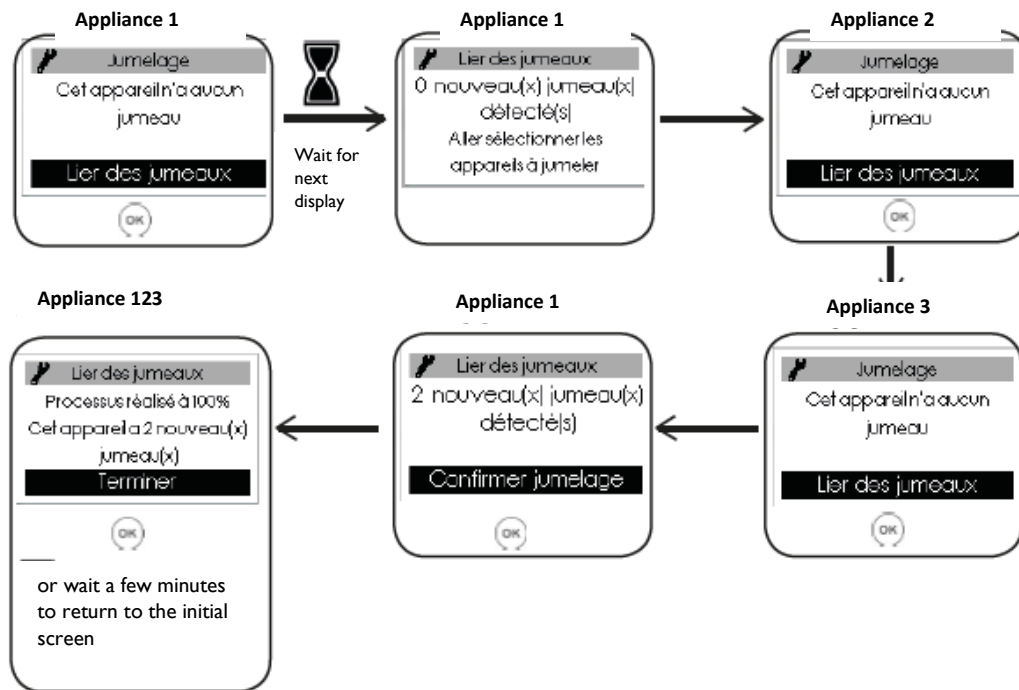 Appliance 1
Jumelage
Cet appareil n'a aucun
jumeau
Lier des jumeaux
OK
Wait for
next
display
Appliance 1
Lier des jumeaux
0 nouveau(x) jumeau(x|
détecté(s|
Aller sélectionner les
appareils à jumeler
Appliance 2
Jumelage
Cet appareil n'a aucun
jumeau
Lier des jumeaux
OK
Appliance 3
Jumelage
Cet appareil n'a aucun
jumeau
Lier des jumeaux
OK
Appliance 1
Lier des jumeaux
2 nouveau(x| jumeau(x)
détecté|s)
Confirmer jumelage
OK
Appliance 123
Lier des jumeaux
Processus réalisé à 100%
Cet appareil a 2 nouveau(x)
jumeau(x)
Terminer
OK
or wait a few minutes
to return to the initial
screen